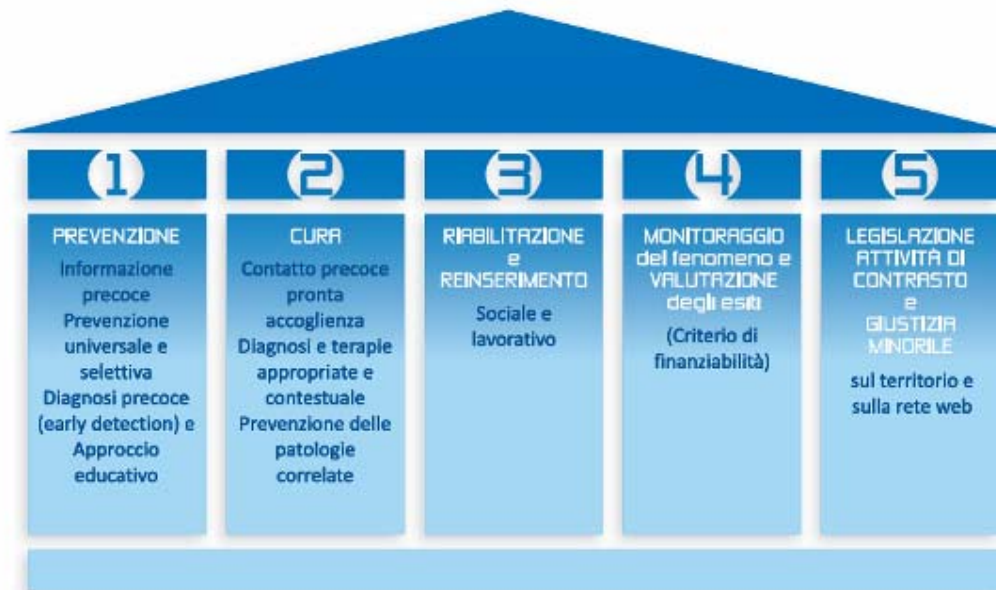 1
PREVENZIONE
Informazione
precoce
Prevenzione
universale e
selettiva
Diagnosi precoce
(early detection) e
Approccio
educativo
2
CURA
Contatto precoce
pronta
accoglienza
Diagnosi e terapie
appropriate e
contestuale
Prevenzione delle
patologie
correlate
3
RIABILITAZIONE
e
REINSERIMENTO
Sociale e
lavorativo
4
MONITORAGGIO
del fenomeno e
VALUTAZIONE
degli esiti
(Criterio di
finanziabilità)
5
LEGISLAZIONE
ATTIVITÀ DI
CONTRASTO
e
GIUSTIZIA
MINORILE
sul territorio e
sulla rete web